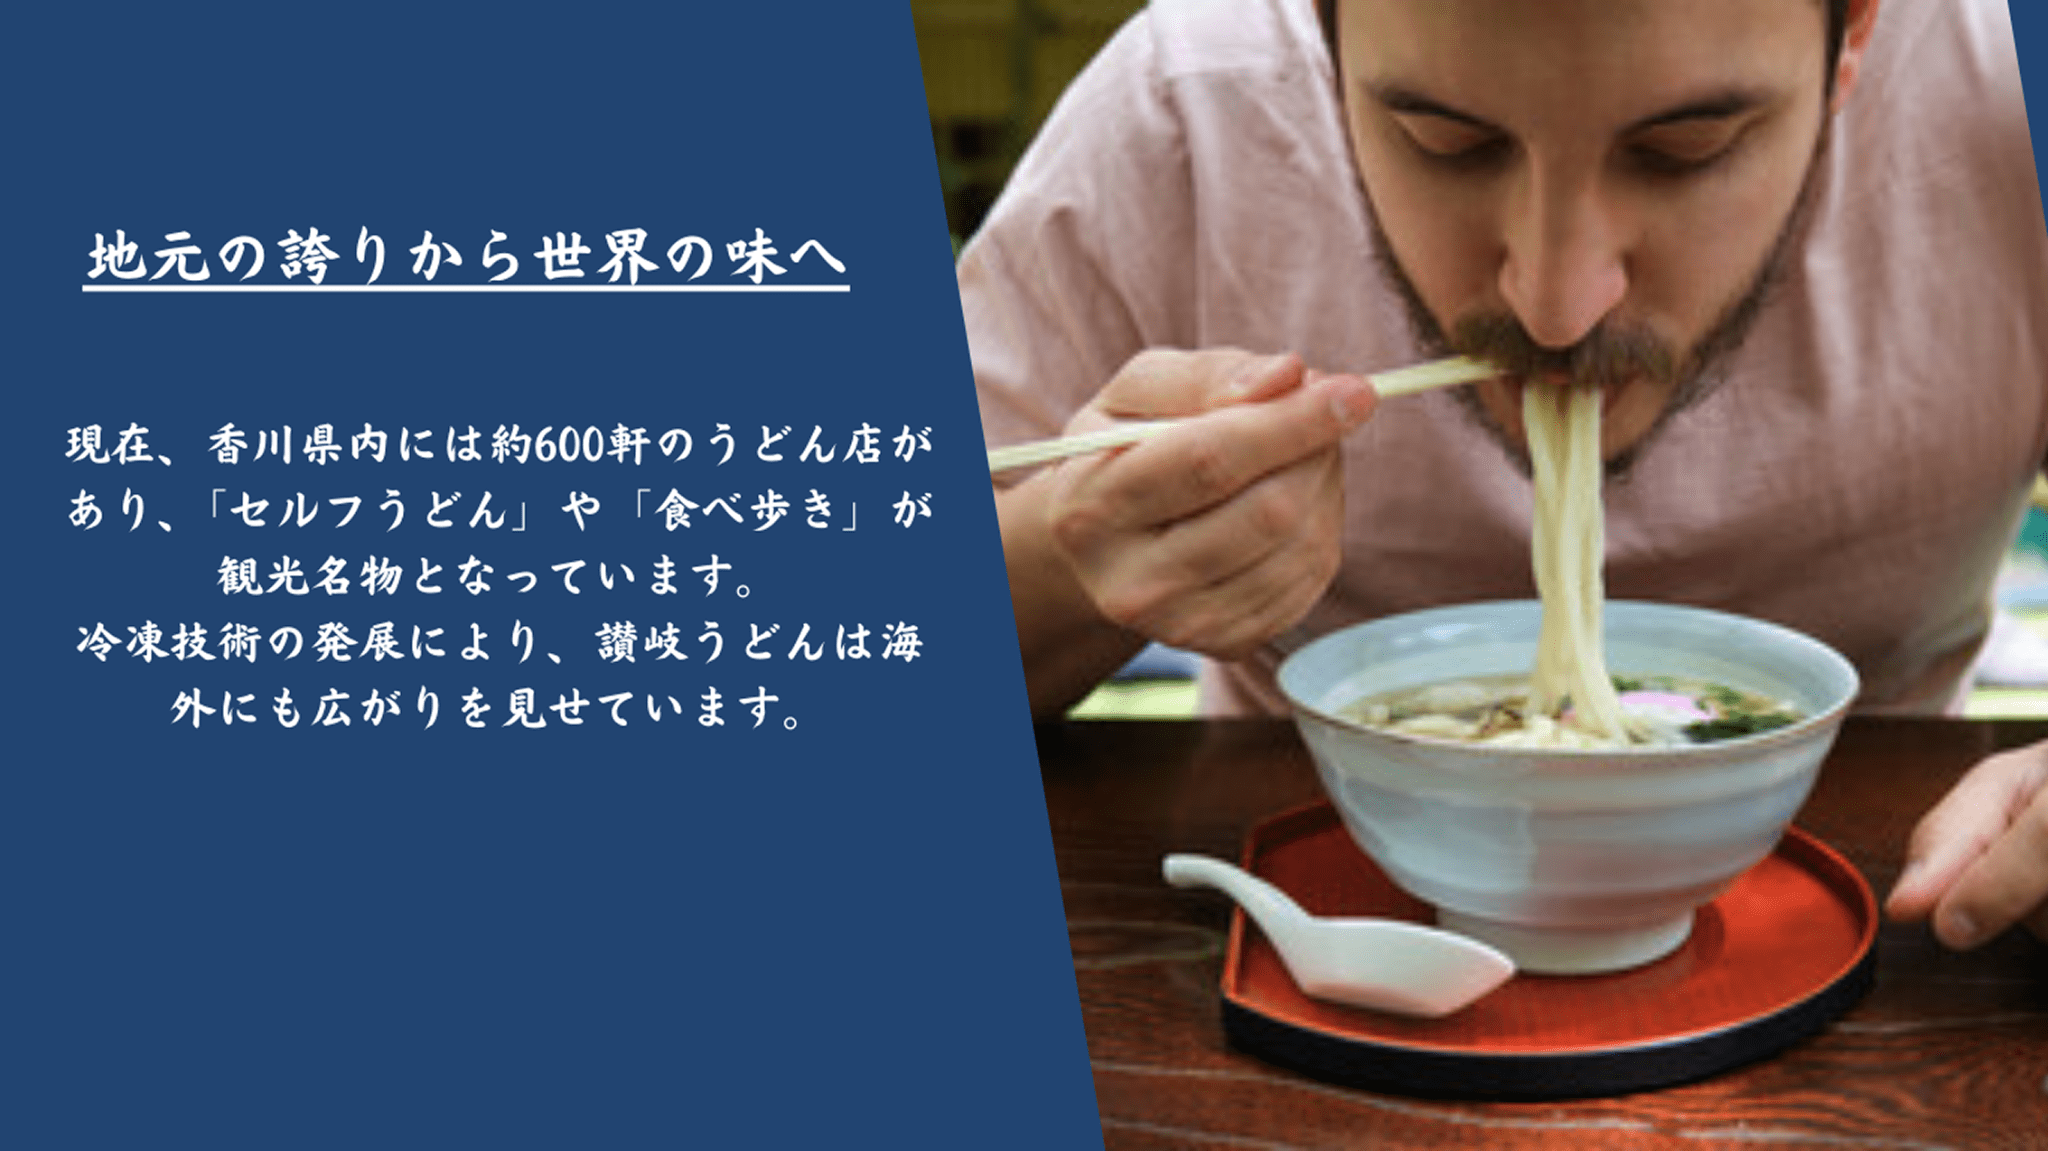 地元の誇りから世界の味へ
現在、香川県内には約600軒のうどん店が
あり、「セルフうどん」や「食べ歩き」が
観光名物となっています。
冷凍技術の発展により、讃岐うどんは海
外にも広がりを見せています。